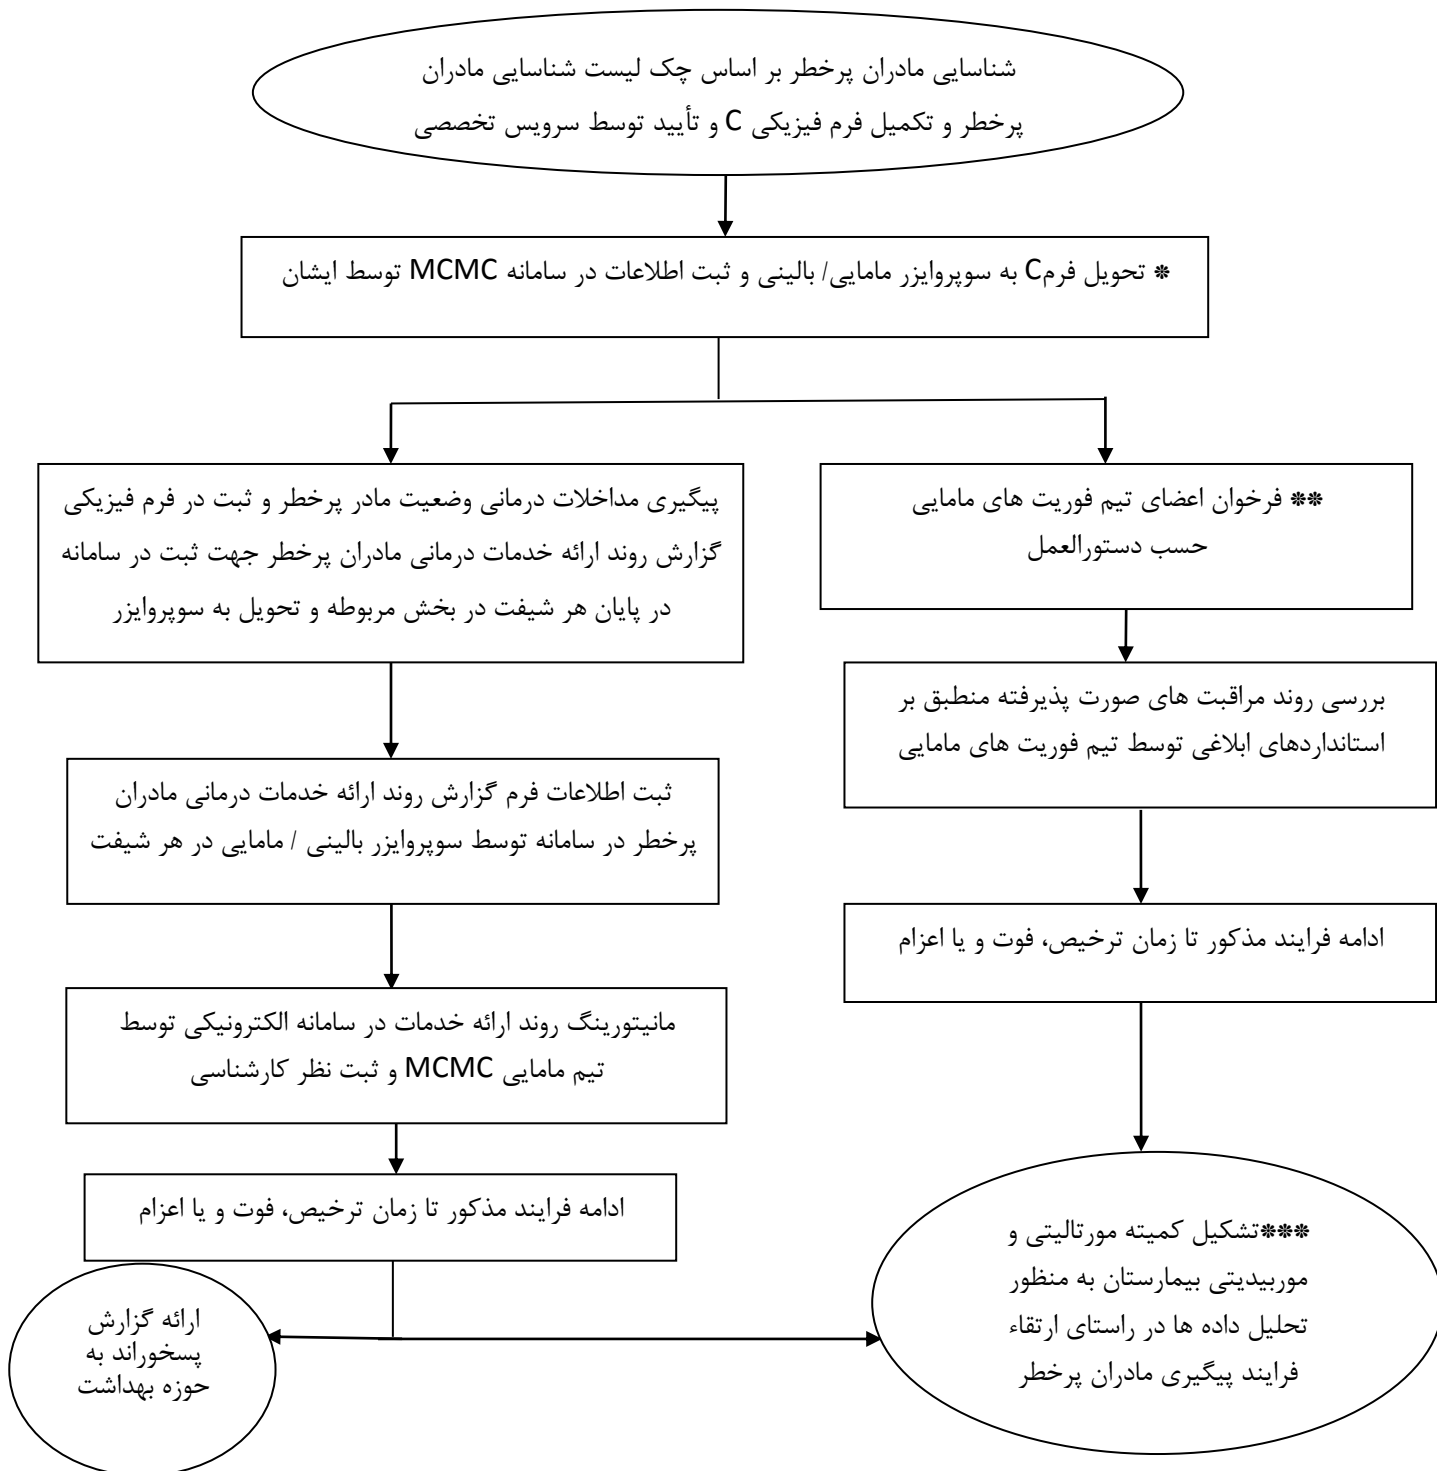 شناسایی مادران پرخطر بر اساس چک لیست شناسایی مادران
پرخطر و تکمیل فرم فیزیکی C و تأیید توسط سرویس تخصصی
* تحویل فرمC به سوپروایزر مامایی/ بالینی و ثبت اطلاعات در سامانه MCMC توسط ایشان
** فرخوان اعضای تیم فوریت های مامایی
حسب دستورالعمل
بررسی روند مراقبت های صورت پذیرفته منطبق بر
استانداردهای ابلاغی توسط تیم فوریت های مامایی
ادامه فرایند مذکور تا زمان ترخیص، فوت و یا اعزام
***تشکیل کمیته مورتالیتی و
موربیدیتی بیمارستان به منظور
تحلیل داده ها در راستای ارتقاء
فرایند پیگیری مادران پرخطر
پیگیری مداخلات درمانی وضعیت مادر پرخطر و ثبت در فرم فیزیکی
گزارش روند ارائه خدمات درمانی مادران پرخطر جهت ثبت در سامانه
در پایان هر شیفت در بخش مربوطه و تحویل به سوپروایزر
ثبت اطلاعات فرم گزارش روند ارائه خدمات درمانی مادران
پرخطر در سامانه توسط سوپروایزر بالینی / مامایی در هر شیفت
مانیتورینگ روند ارائه خدمات در سامانه الکترونیکی توسط
تیم مامایی MCMC و ثبت نظر کارشناسی
ادامه فرایند مذکور تا زمان ترخیص، فوت و یا اعزام
ارائه گزارش
پسخوراند به
حوزه بهداشت